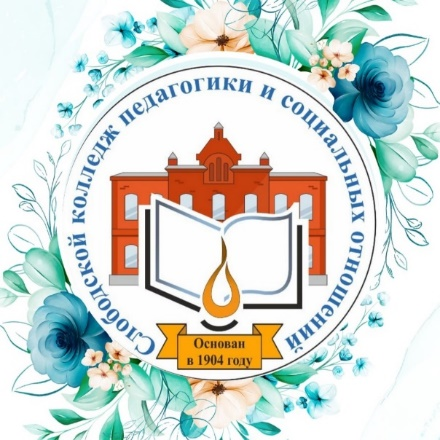 Слободской колледж педагогики и социальных отношений
Основан
в 1904 году